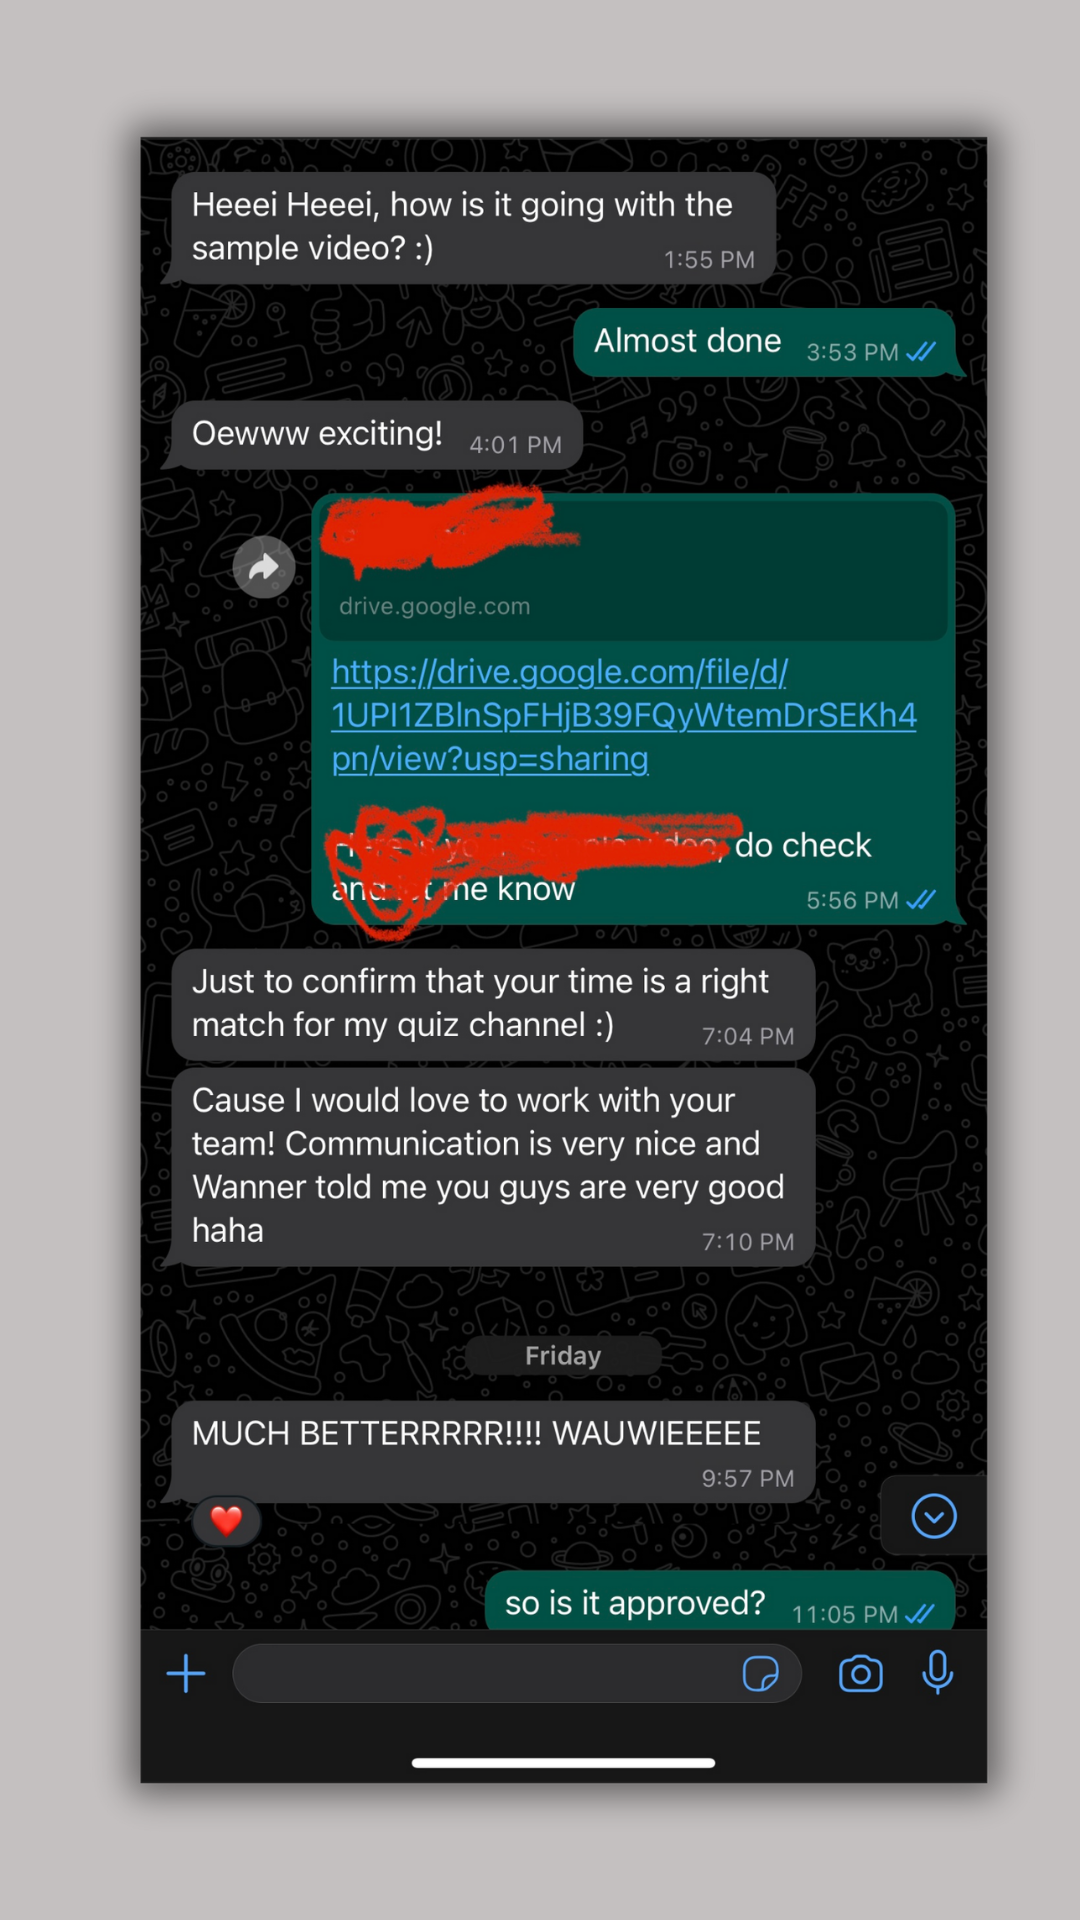 Heeei Heeei, how is it going with the
sample video? :)
1:55 PM
Almost done
3:53 PM
Oewww exciting!
4:01 PM
drive.google.com
https://drive.google.com/file/d/
1UPI1ZBlnSpFHjB39FQyWtemDrSEKh4
pn/view?usp=sharing
do check
and me know
5:56 PM
Just to confirm that your time is a right
match for my quiz channel :)
7:04 PM
Cause I would love to work with your
team! Communication is very nice and
Wanner told me you guys are very good
haha
7:10 PM
Friday
MUCH BETTERRRRR!!!! WAUWIEEEEE
9:57 PM
so is it approved?
11:05 PM